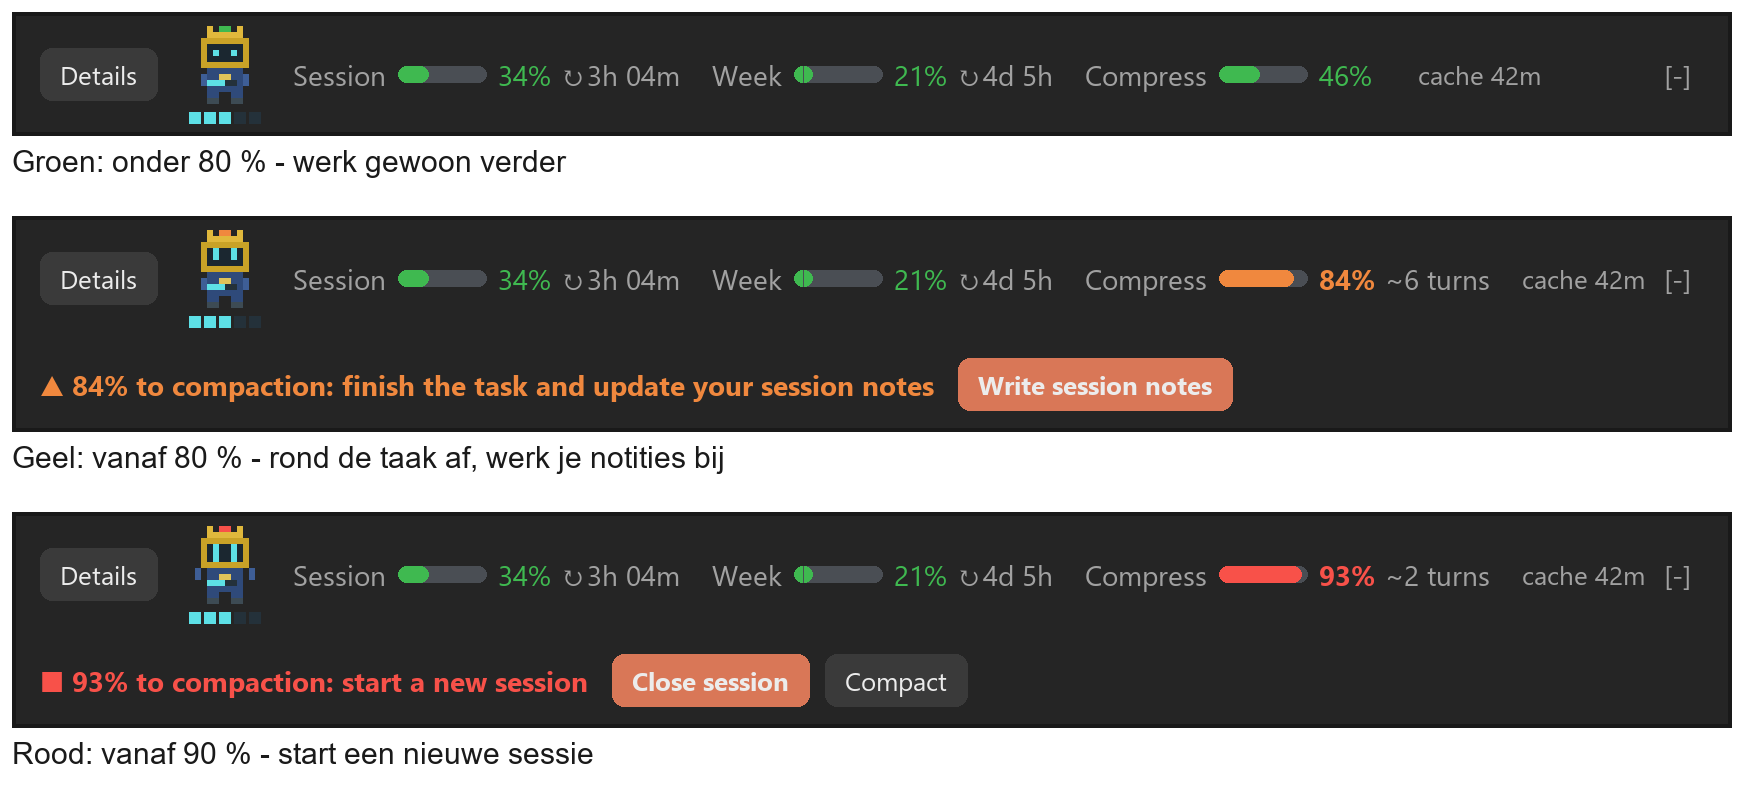 Details Session 34% ↻3h 04m Week 21% ↻4d 5h Compress 46% cache 42m [-]
Groen: onder 80 % - werk gewoon verder
Details Session 34% ↻3h 04m Week 21% ↻4d 5h Compress 84% ~6 turns cache 42m [-]
▲ 84% to compaction: finish the task and update your session notes Write session notes
Geel: vanaf 80 % - rond de taak af, werk je notities bij
Details Session 34% ↻3h 04m Week 21% ↻4d 5h Compress 93% ~2 turns cache 42m [-]
■ 93% to compaction: start a new session Close session Compact
Rood: vanaf 90 % - start een nieuwe sessie